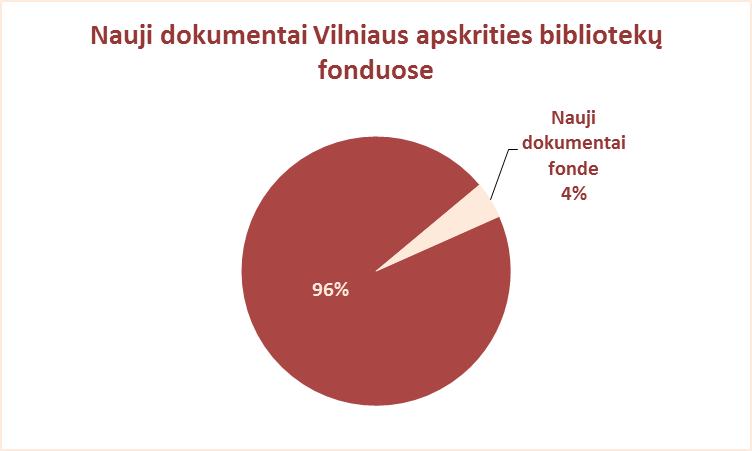 Nauji dokumentai Vilniaus apskrities bibliotekų
fonduose
Nauji
dokumentai
fonde
4%
96%